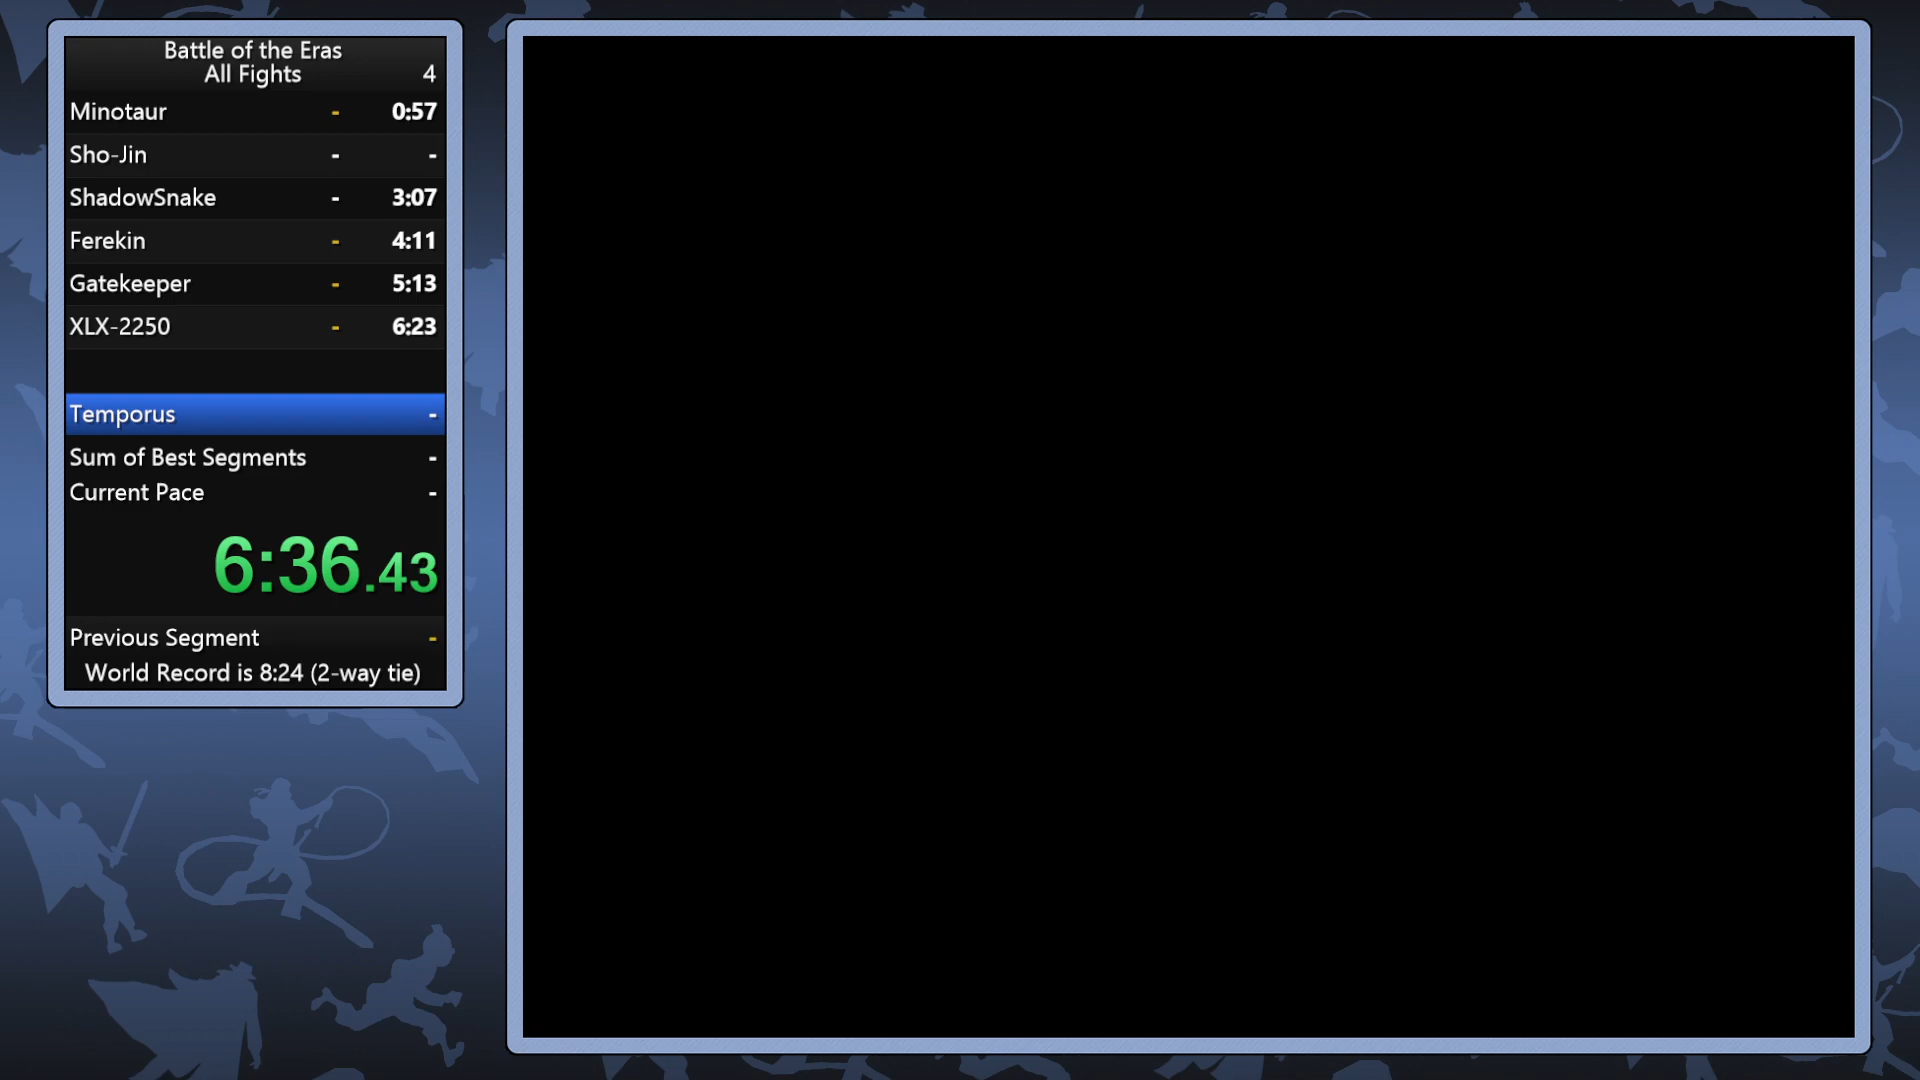 Battle of the Eras
All Fights 4
Minotaur - 0:57
Sho-Jin - -
ShadowSnake - 3:07
Ferekin - 4:11
Gatekeeper - 5:13
XLX-2250 - 6:23
Temporus -
Sum of Best Segments -
Current Pace -
6:36.43
Previous Segment -
World Record is 8:24 (2-way tie)